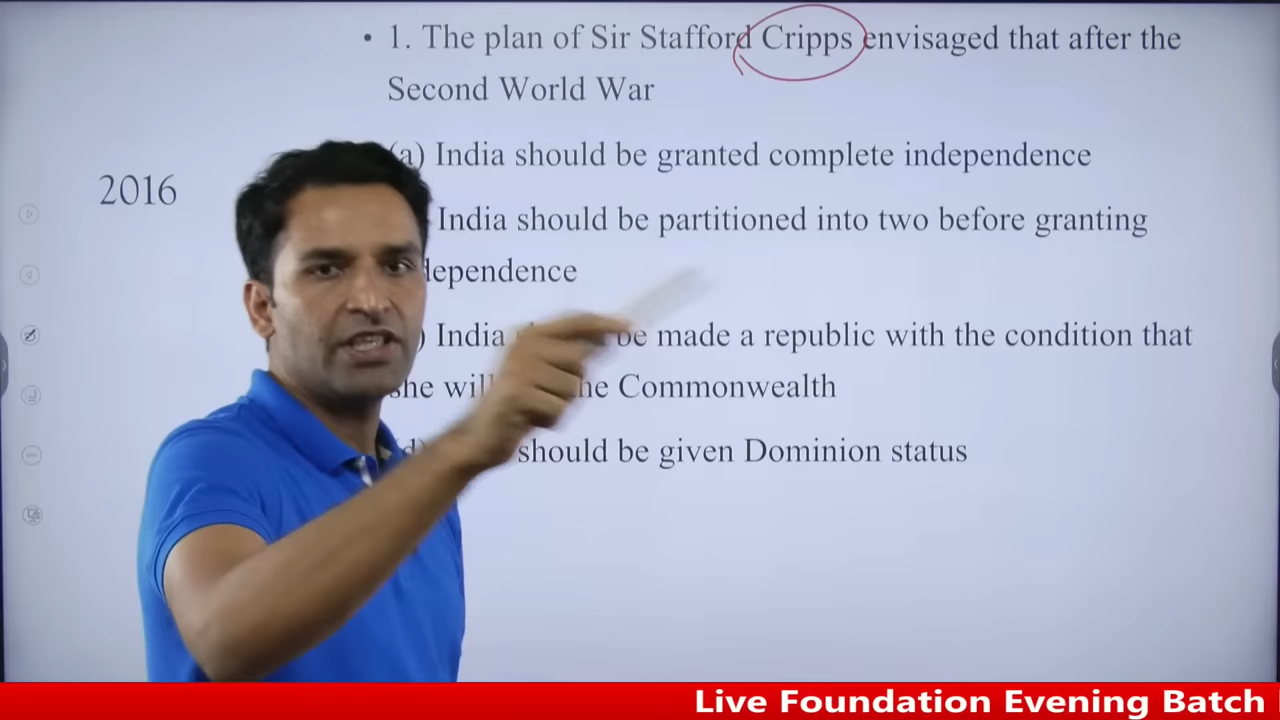 • 1. The plan of Sir Stafford Cripps envisaged that after the
Second World War
(a) India should be granted complete independence
2016
India should be partitioned into two before granting
dependence
) India be made a republic with the condition that
she will the Commonwealth
(d) should be given Dominion status
Live Foundation Evening Batch